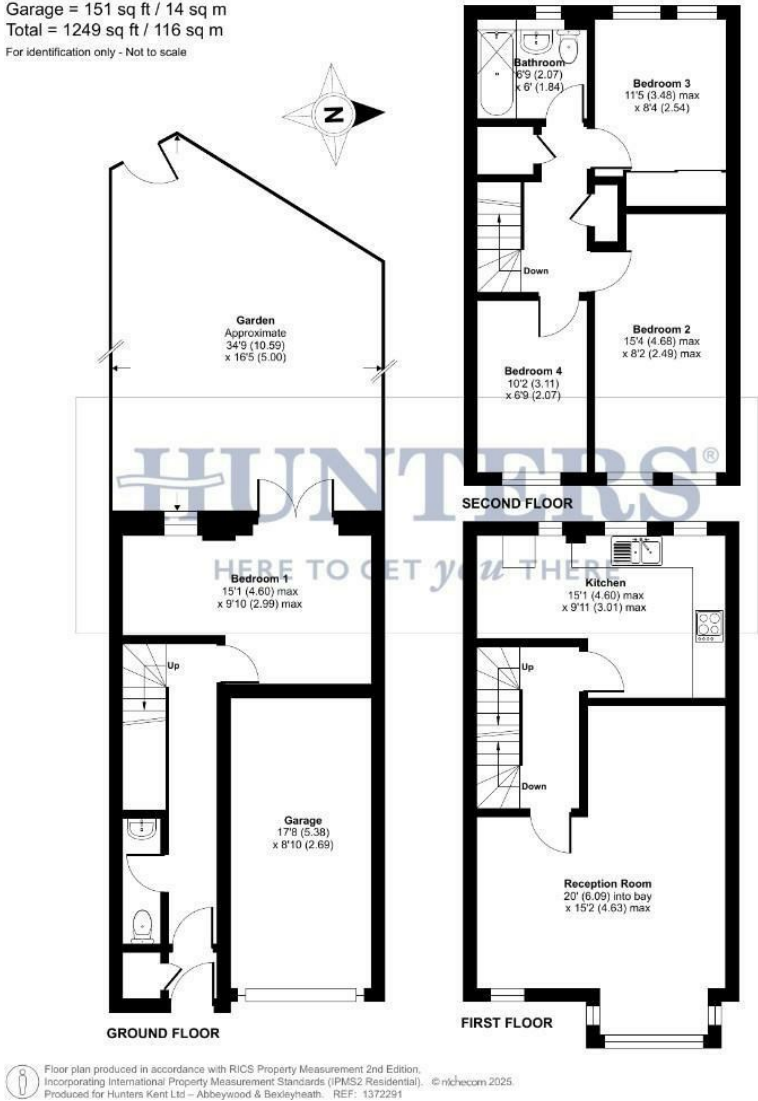 Garage = 151 sq ft / 14 sq m
Total = 1249 sq ft / 116 sq m
For identification only - Not to scale
N
Garden
Approximate
34'9 (10.59)
x 16'5 (5.00)
Bathroom
6'9 (2.07)
x 6' (1.84)
Bedroom 3
11'5 (3.48) max
x 8'4 (2.54)
Down
Bedroom 2
15'4 (4.68) max
x 8'2 (2.49) max
Bedroom 4
10'2 (3.11)
x 6'9 (2.07)
SECOND FLOOR
HUNTERS®
HERE TO GET you THERE
Bedroom 1
15'1 (4.60) max
x 9'10 (2.99) max
Up
Garage
17'8 (5.38)
x 8'10 (2.69)
GROUND FLOOR
Kitchen
15'1 (4.60) max
x 9'11 (3.01) max
Up
Down
Reception Room
20' (6.09) into bay
x 15'2 (4.63) max
FIRST FLOOR
Floor plan produced in accordance with RICS Property Measurement 2nd Edition,
Incorporating International Property Measurement Standards (IPMS2 Residential). © nichecom 2025.
Produced for Hunters Kent Ltd – Abbeywood & Bexleyheath. REF: 1372291